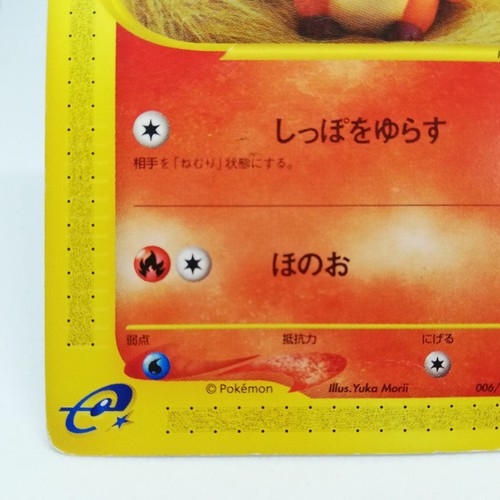 しっぽをゆらす
相手を「ねむり」状態にする。
ほのお
弱点 抵抗力 にげる
© Pokémon Illus.Yuka Morii 006/
e